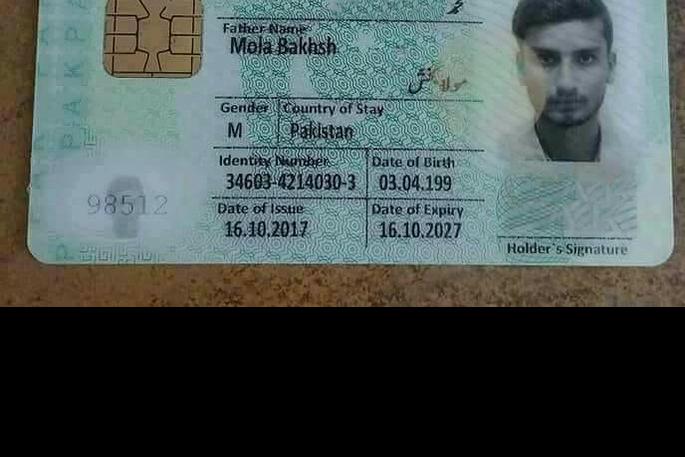 Father Name
Mola Bakhsh
مولا بخش
Gender Country of Stay
M Pakistan
Identity Number Date of Birth
34603-4214030-3 03.04.199
98512
Date of Issue Date of Expiry
16.10.2017 16.10.2027
Holder`s Signature